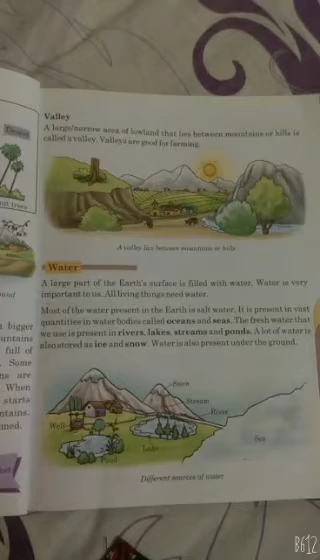 Valley
A large/narrow area of lowland that lies between mountains or hills is
called a valley. Valleys are good for farming.
Desert
A valley lies between mountains or hills
Water
A large part of the Earth's surface is filled with water. Water is very
important to us. All living things need water.
Most of the water present in the Earth is salt water. It is present in vast
quantities in water bodies called oceans and seas. The fresh water that
we use is present in rivers, lakes, streams and ponds. A lot of water is
also stored as ice and snow. Water is also present under the ground.
bigger
untains
full of
Some
ns are
When
starts
ntains.
rmed.
Stream
River
Well
Lake
Pond
Sea
Different sources of water
B612